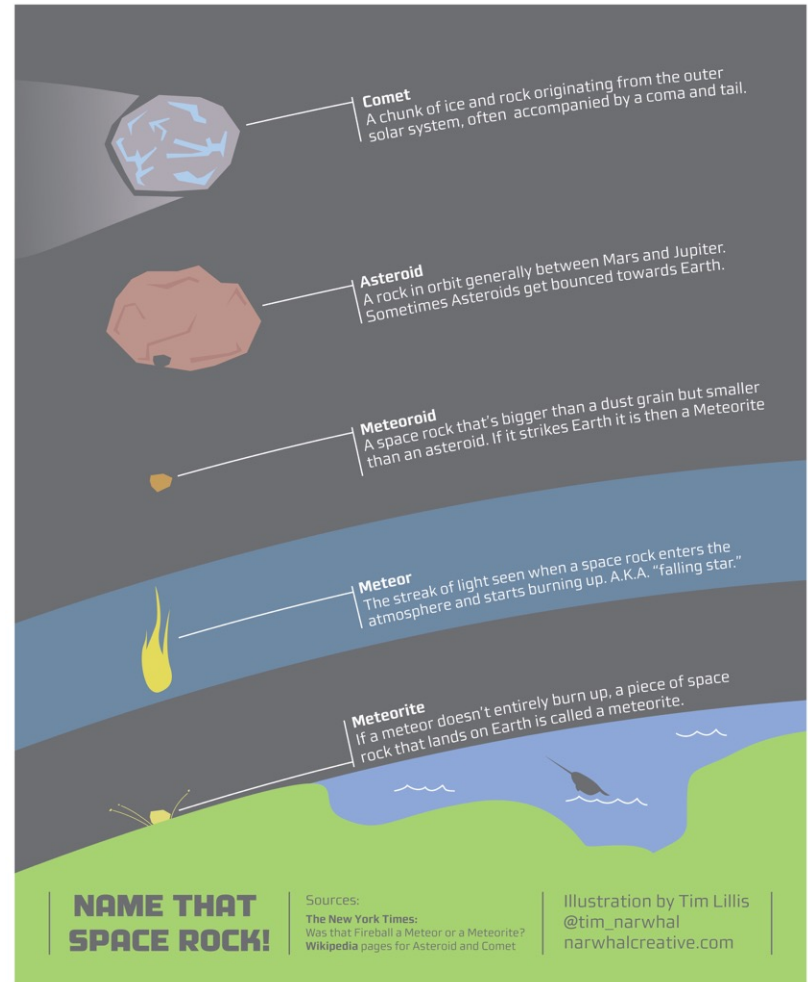 Comet
A chunk of ice and rock originating from the outer
solar system, often accompanied by a coma and tail.
Asteroid
A rock in orbit generally between Mars and Jupiter.
Sometimes Asteroids get bounced towards Earth.
Meteoroid
A space rock that's bigger than a dust grain but smaller
than an asteroid. If it strikes Earth it is then a Meteorite
Meteor
The streak of light seen when a space rock enters the
atmosphere and starts burning up. A.K.A. “falling star.”
Meteorite
If a meteor doesn't entirely burn up, a piece of space
rock that lands on Earth is called a meteorite.
NAME THAT
SPACE ROCK!
Sources:
The New York Times:
Was that Fireball a Meteor or a Meteorite?
Wikipedia pages for Asteroid and Comet
Illustration by Tim Lillis
@tim_narwhal
narwhalcreative.com